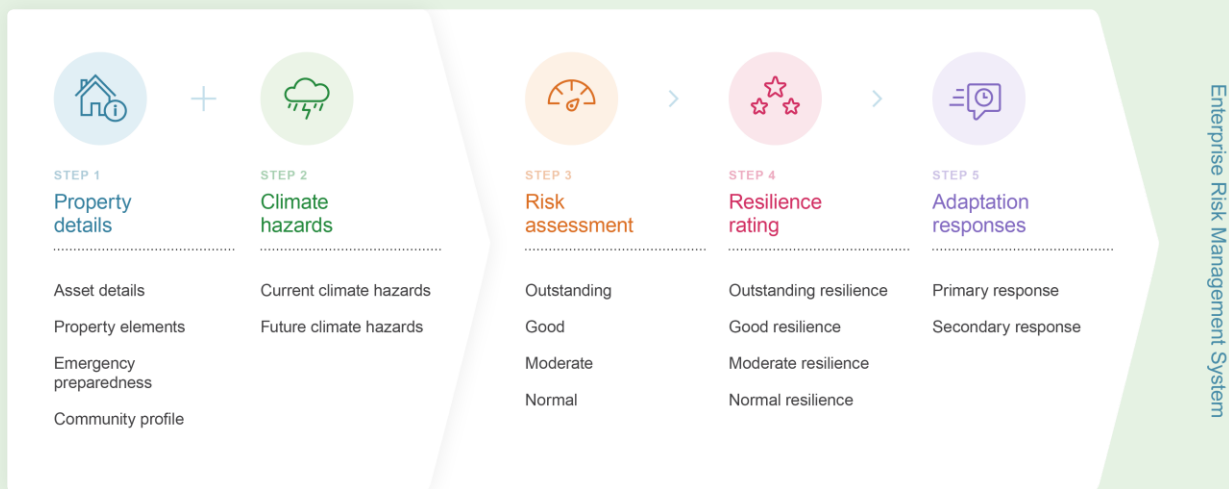 STEP 1
Property
details
Asset details
Property elements
Emergency
preparedness
Community profile
STEP 2
Climate
hazards
Current climate hazards
Future climate hazards
STEP 3
Risk
assessment
Outstanding
Good
Moderate
Normal
STEP 4
Resilience
rating
Outstanding resilience
Good resilience
Moderate resilience
Normal resilience
STEP 5
Adaptation
responses
Primary response
Secondary response
Enterprise Risk Management System